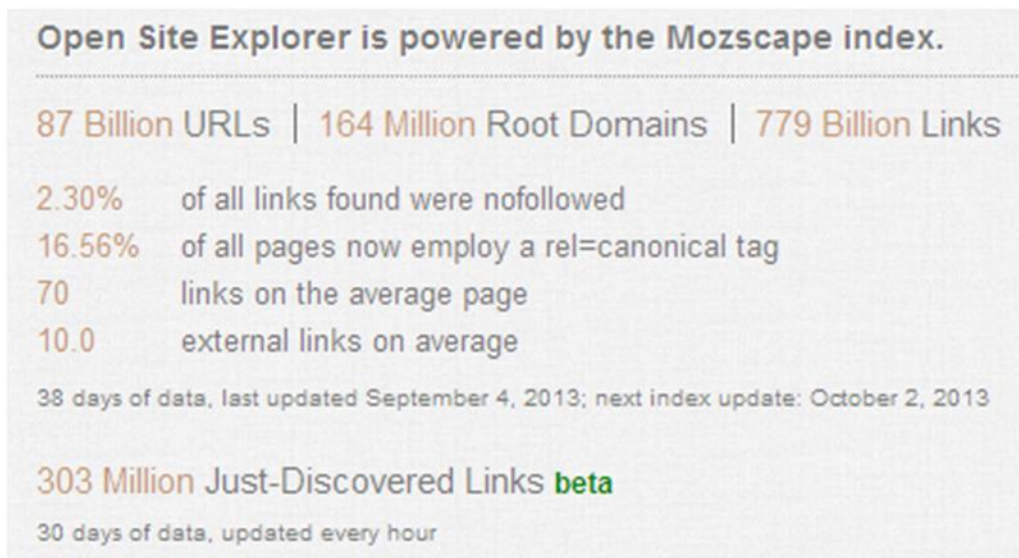 Open Site Explorer is powered by the Mozscape index.
87 Billion URLs | 164 Million Root Domains | 779 Billion Links
2.30% of all links found were nofollowed
16.56% of all pages now employ a rel=canonical tag
70 links on the average page
10.0 external links on average
38 days of data, last updated September 4, 2013; next index update: October 2, 2013
303 Million Just-Discovered Links beta
30 days of data, updated every hour